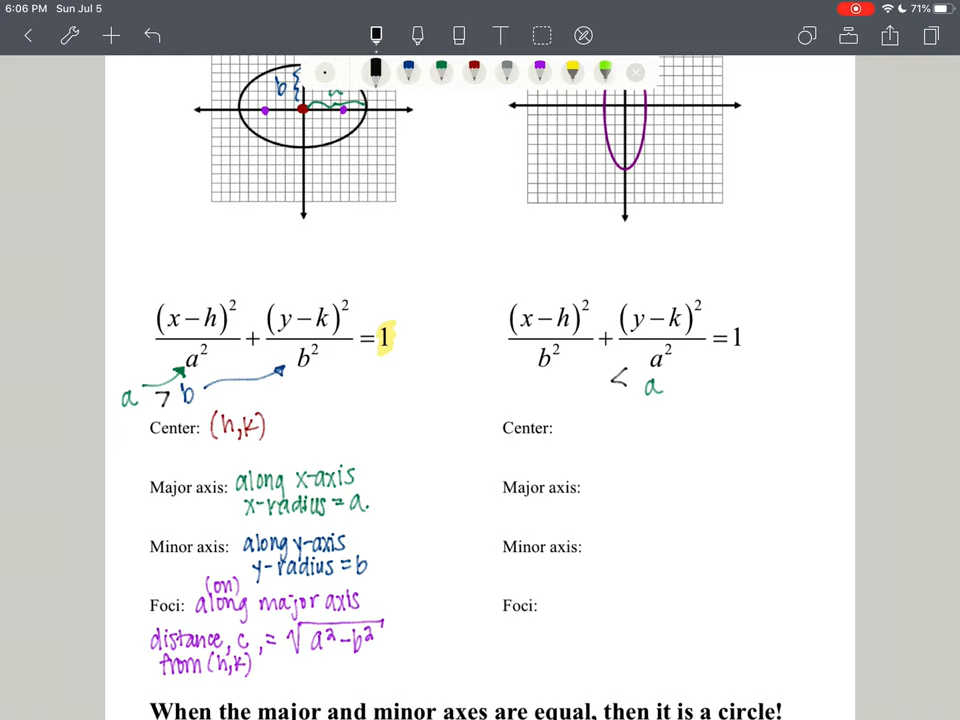 6:06 PM Sun Jul 5
71%
b
(x – h)² / a² + (y – k)² / b² = 1
a > b
Center: (h,k)
Major axis: along x-axis
x-radius = a.
Minor axis: along y-axis
y-radius = b
(on)
Foci: along major axis
distance, c, = √a²-b²
from (h,k)
(x – h)² / b² + (y – k)² / a² = 1
< a
Center:
Major axis:
Minor axis:
Foci:
When the major and minor axes are equal, then it is a circle!